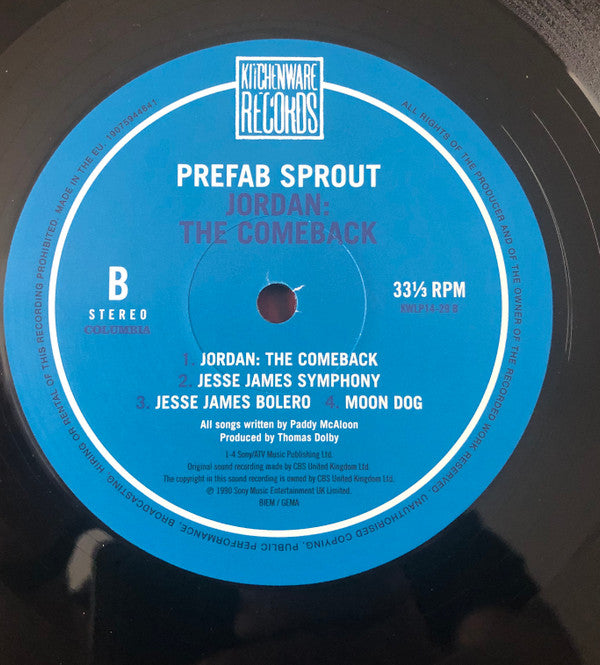 KITCHENWARE
RECORDS
PREFAB SPROUT
JORDAN:
THE COMEBACK
B
STEREO
COLUMBIA
33⅓ RPM
KWLP14-29 B
1. JORDAN: THE COMEBACK
2. JESSE JAMES SYMPHONY
3. JESSE JAMES BOLERO 4. MOON DOG
All songs written by Paddy McAloon
Produced by Thomas Dolby
1-4 Sony/ATV Music Publishing Ltd.
Original sound recording made by CBS United Kingdom Ltd.
The copyright in this sound recording is owned by CBS United Kingdom Ltd.
℗ 1990 Sony Music Entertainment UK Limited.
BIEM / GEMA
ALL RIGHTS OF THE PRODUCER AND OF THE OWNER OF THE RECORDED WORK RESERVED. UNAUTHORISED COPYING, PUBLIC PERFORMANCE, BROADCASTING, HIRING OR RENTAL OF THIS RECORDING PROHIBITED. MADE IN THE EU. 19075944841